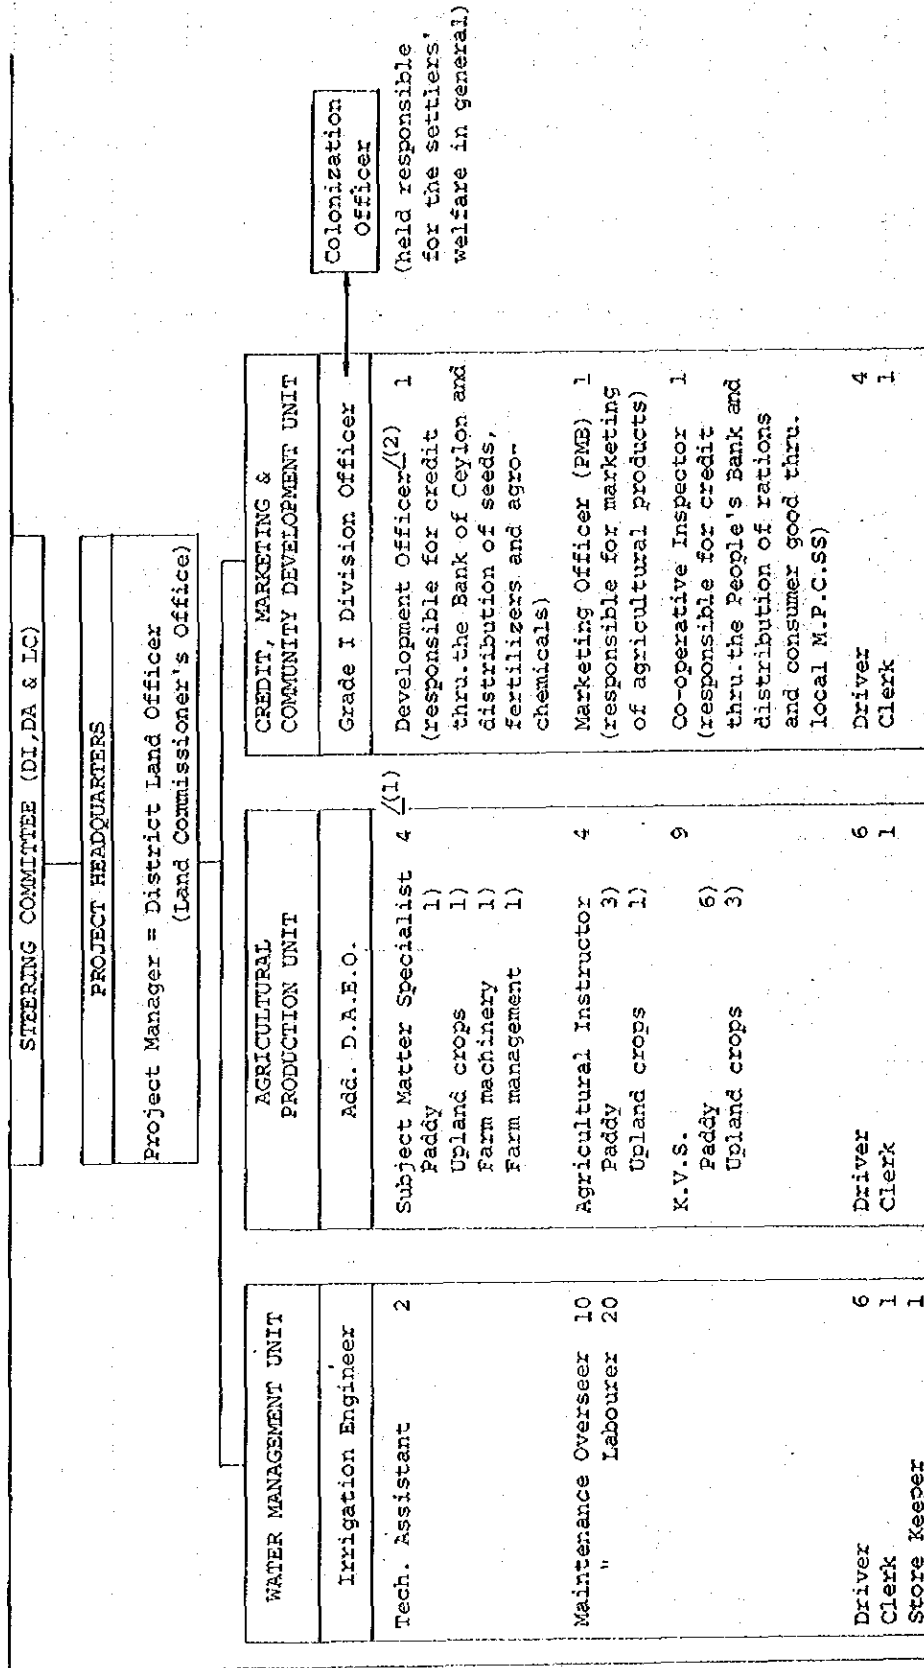 STEERING COMMITTEE (DI,DA & LC)
PROJECT HEADQUARTERS
Project Manager = District Land Officer
(Land Commissioner's Office)
WATER MANAGEMENT UNIT
Irrigation Engineer
Tech. Assistant 2
Maintenance Overseer 10
" Labourer 20
Driver 6
Clerk 1
Store Keeper 1
AGRICULTURAL
PRODUCTION UNIT
Add. D.A.E.O.
Subject Matter Specialist 4 /(1)
Paddy 1)
Upland crops 1)
Farm machinery 1)
Farm management 1)
Agricultural Instructor 4
Paddy 3)
Upland crops 1)
K.V.S. 9
Paddy 6)
Upland crops 3)
Driver 6
Clerk 1
CREDIT, MARKETING &
COMMUNITY DEVELOPMENT UNIT
Grade I Division Officer
Development Officer/(2) 1
(responsible for credit
thru.the Bank of Ceylon and
distribution of seeds,
fertilizers and agro-
chemicals)
Marketing Officer (PMB) 1
(responsible for marketing
of agricultural products)
Co-operative Inspector 1
(responsible for credit
thru.the People's Bank and
distribution of rations
and consumer good thru.
local M.P.C.SS)
Driver 4
Clerk 1
Colonization
Officer
(held responsible
for the settlers'
welfare in general)